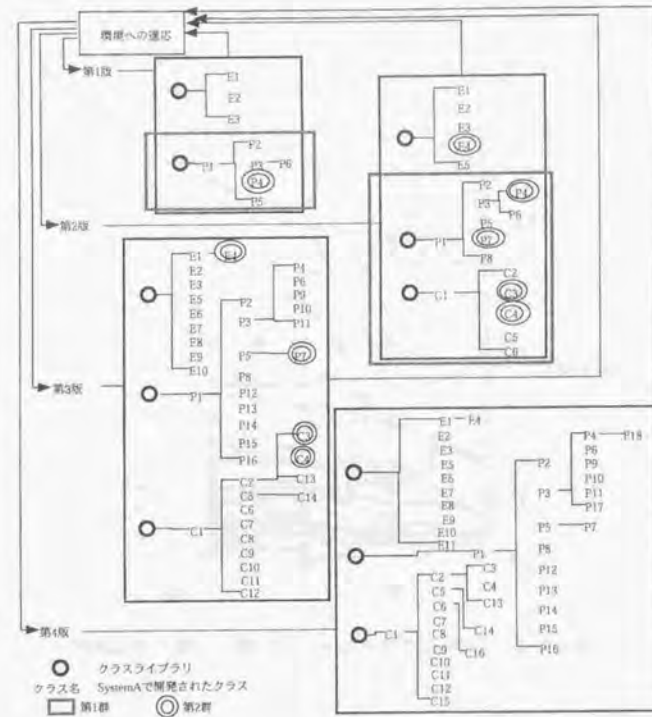 環境への適応
第1版
E1
E2
E3
P1
P2
P3 P6
P4
P5
E1
E2
E3
E4
E5
第2版
P1
P2
P3
P4
P6
P5
P7
P8
C1
C2
C3
C4
C5
C6
第3版
E1 E4
E2
E3
E5
E6
E7
E8
E9
E10
P1
P2
P3
P4
P6
P9
P10
P11
P5 P7
P8
P12
P13
P14
P15
P16
C1
C2
C3
C4
C13
C5 C14
C6
C7
C8
C9
C10
C11
C12
第4版
E1 E4
E2
E3
E5
E6
E7
E8
E9
E10
E11
P1
P2
P3
P4 P18
P6
P9
P10
P11
P17
P5 P7
P8
P12
P13
P14
P15
P16
C1
C2
C3
C4
C13
C5
C14
C6
C16
C7
C8
C9
C10
C11
C12
C15
クラスライブラリ
クラス名 SystemAで開発されたクラス
第1群 第2群